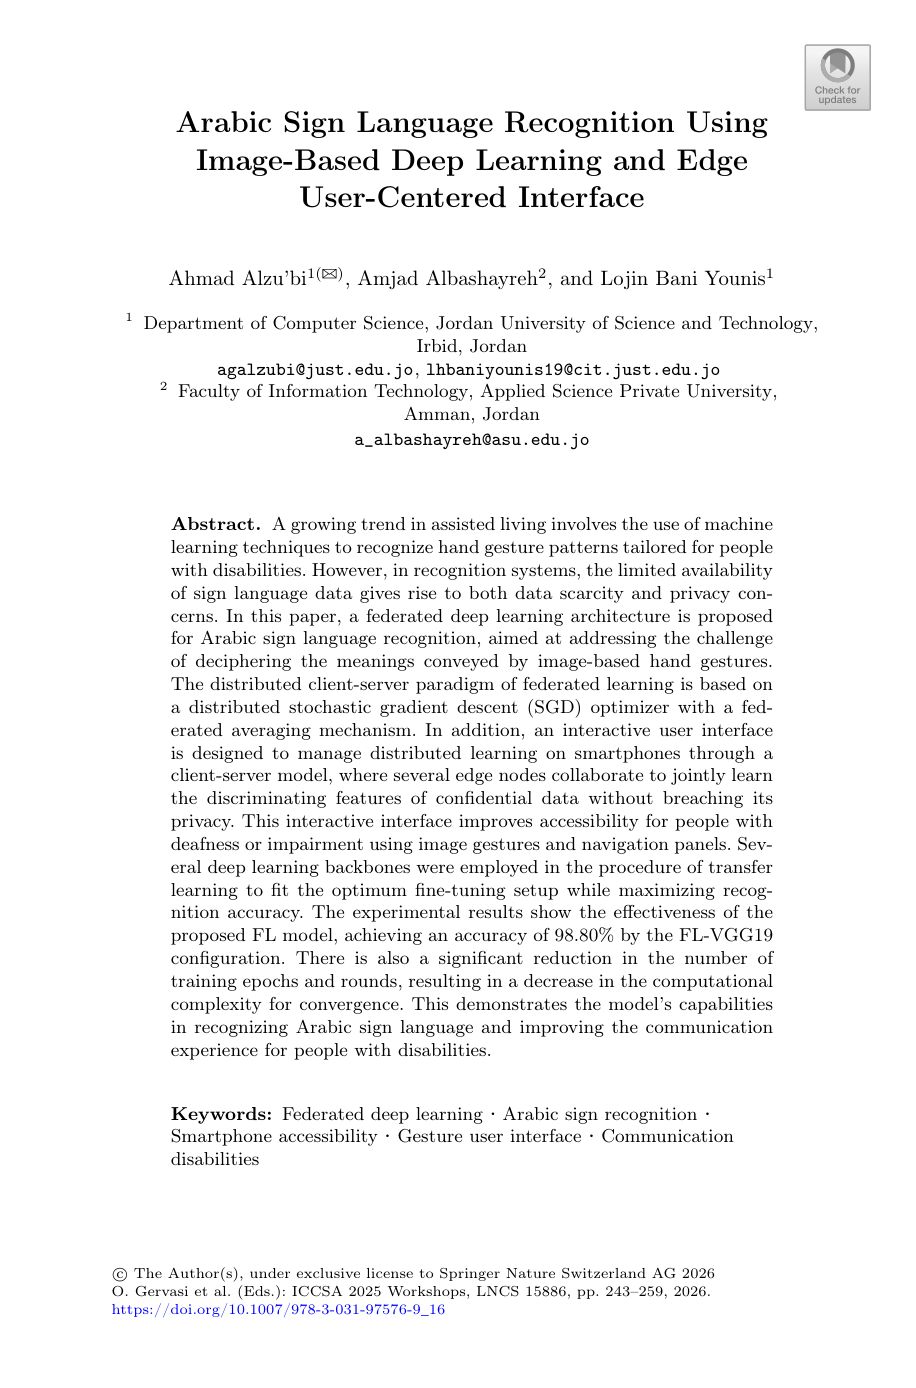 Check for
updates
Arabic Sign Language Recognition Using
Image-Based Deep Learning and Edge
User-Centered Interface
Ahmad Alzu'bi1(✉), Amjad Albashayreh2, and Lojin Bani Younis1
1 Department of Computer Science, Jordan University of Science and Technology,
Irbid, Jordan
agalzubi@just.edu.jo, lhbaniyounis19@cit.just.edu.jo
2 Faculty of Information Technology, Applied Science Private University,
Amman, Jordan
a_albashayreh@asu.edu.jo
Abstract. A growing trend in assisted living involves the use of machine
learning techniques to recognize hand gesture patterns tailored for people
with disabilities. However, in recognition systems, the limited availability
of sign language data gives rise to both data scarcity and privacy con-
cerns. In this paper, a federated deep learning architecture is proposed
for Arabic sign language recognition, aimed at addressing the challenge
of deciphering the meanings conveyed by image-based hand gestures.
The distributed client-server paradigm of federated learning is based on
a distributed stochastic gradient descent (SGD) optimizer with a fed-
erated averaging mechanism. In addition, an interactive user interface
is designed to manage distributed learning on smartphones through a
client-server model, where several edge nodes collaborate to jointly learn
the discriminating features of confidential data without breaching its
privacy. This interactive interface improves accessibility for people with
deafness or impairment using image gestures and navigation panels. Sev-
eral deep learning backbones were employed in the procedure of transfer
learning to fit the optimum fine-tuning setup while maximizing recog-
nition accuracy. The experimental results show the effectiveness of the
proposed FL model, achieving an accuracy of 98.80% by the FL-VGG19
configuration. There is also a significant reduction in the number of
training epochs and rounds, resulting in a decrease in the computational
complexity for convergence. This demonstrates the model's capabilities
in recognizing Arabic sign language and improving the communication
experience for people with disabilities.
Keywords: Federated deep learning · Arabic sign recognition ·
Smartphone accessibility · Gesture user interface · Communication
disabilities
© The Author(s), under exclusive license to Springer Nature Switzerland AG 2026
O. Gervasi et al. (Eds.): ICCSA 2025 Workshops, LNCS 15886, pp. 243–259, 2026.
https://doi.org/10.1007/978-3-031-97576-9_16